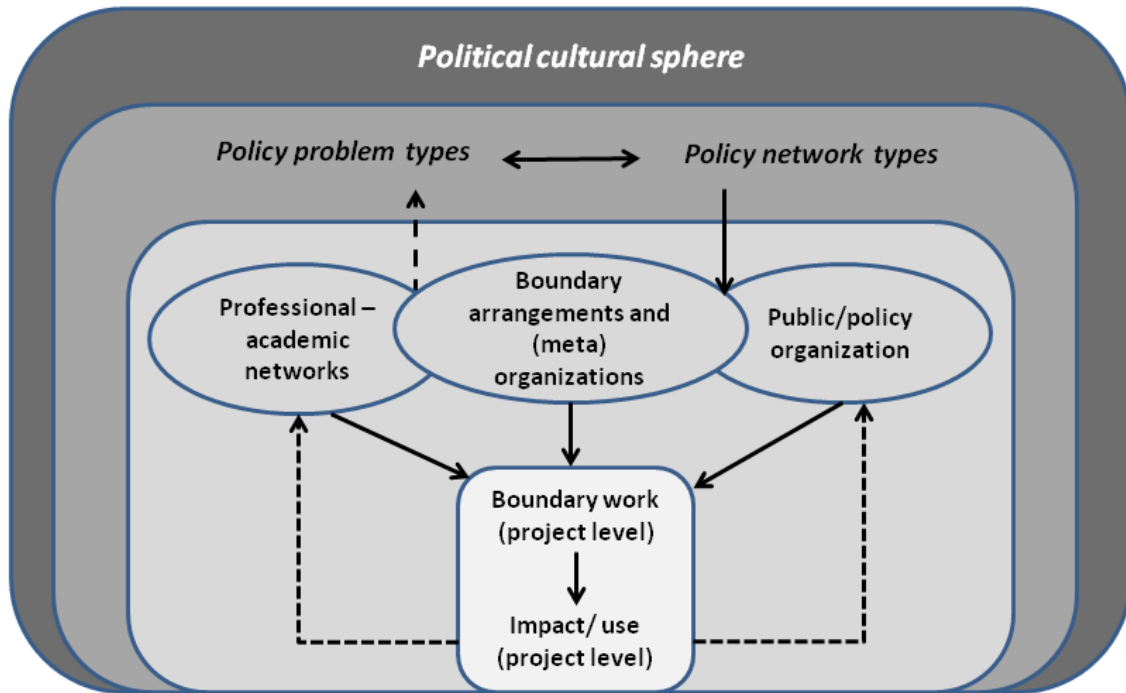 Political cultural sphere
Policy problem types
Policy network types
Professional –
academic
networks
Boundary
arrangements and
(meta)
organizations
Public/policy
organization
Boundary work
(project level)
Impact/ use
(project level)